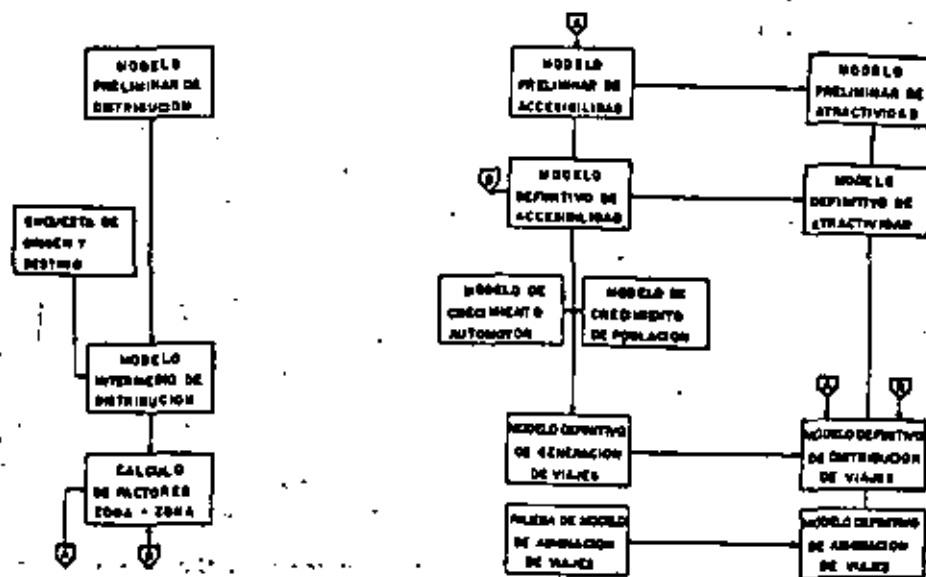 MODELO
PRELIMINAR DE
DISTRIBUCION
ENCUESTA DE
ORIGEN Y
DESTINO
MODELO
INTERMEDIO DE
DISTRIBUCION
CALCULO
DE FACTORES
ZONA - ZONA
A
B
A
MODELO
PRELIMINAR DE
ACCESIBILIDAD
MODELO
PRELIMINAR DE
ATRACTIVIDAD
B
MODELO
DEFINITIVO DE
ACCESIBILIDAD
MODELO
DEFINITIVO DE
ATRACTIVIDAD
MODELO DE
CRECIMIENTO
AUTOMOTOR
MODELO DE
CRECIMIENTO
DE POBLACION
A
B
MODELO DEFINITIVO
DE GENERACION
DE VIAJES
MODELO DEFINITIVO
DE DISTRIBUCION
DE VIAJES
PRUEBA DE MODELO
DE ASIGNACION
DE VIAJES
MODELO DEFINITIVO
DE ASIGNACION
DE VIAJES